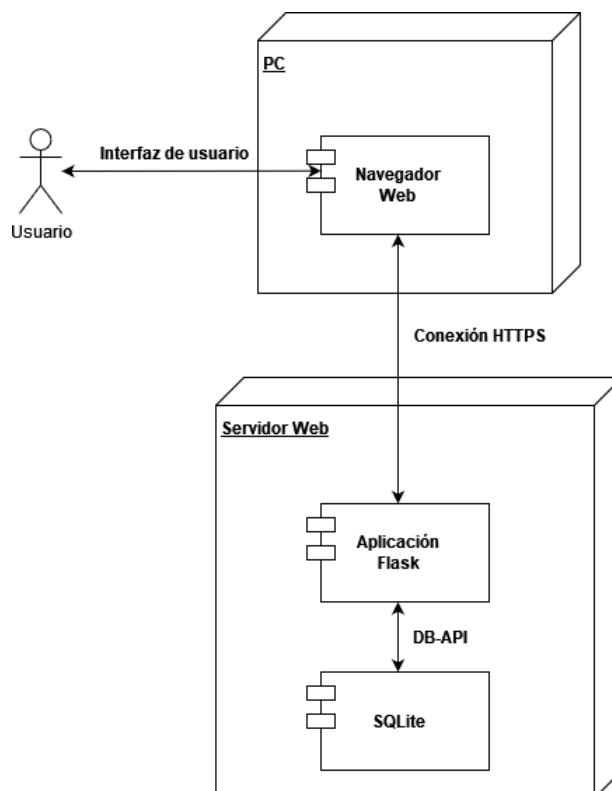 PC
Interfaz de usuario
Navegador
Web
Usuario
Conexión HTTPS
Servidor Web
Aplicación
Flask
DB-API
SQLite